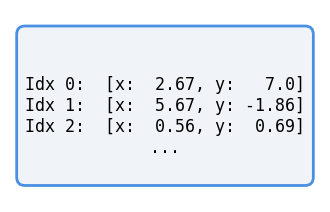 Idx 0:  [x:  2.67, y:   7.0]
Idx 1:  [x:  5.67, y: -1.86]
Idx 2:  [x:  0.56, y:  0.69]
...